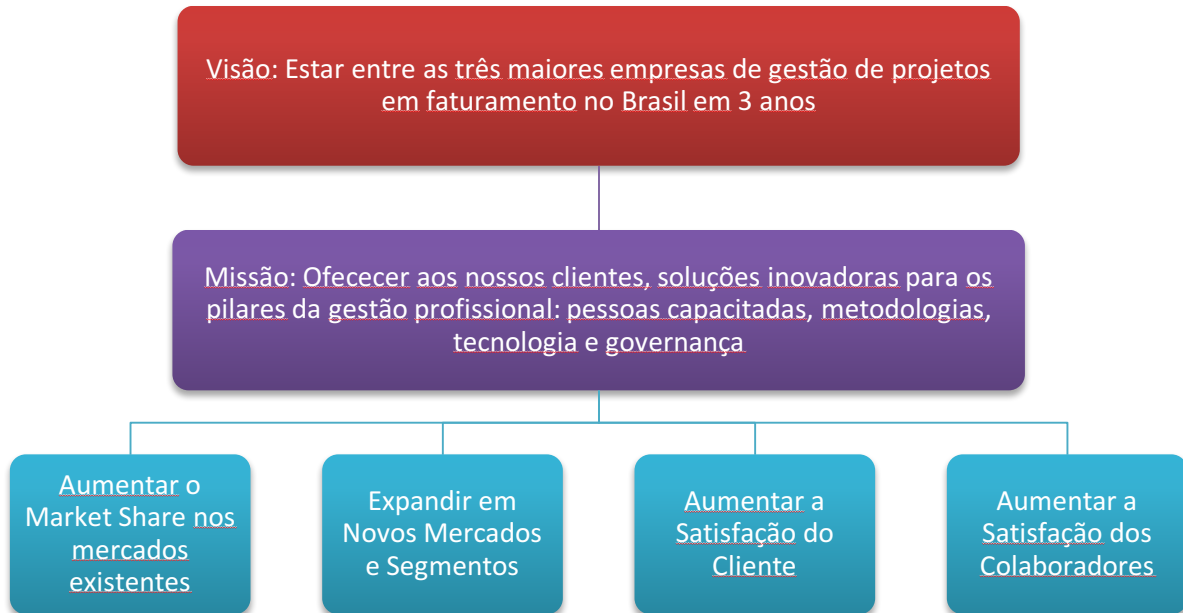 Visão: Estar entre as três maiores empresas de gestão de projetos
em faturamento no Brasil em 3 anos
Missão: Ofececer aos nossos clientes, soluções inovadoras para os
pilares da gestão profissional: pessoas capacitadas, metodologias,
tecnologia e governança
Aumentar o
Market Share nos
mercados
existentes
Expandir em
Novos Mercados
e Segmentos
Aumentar a
Satisfação do
Cliente
Aumentar a
Satisfação dos
Colaboradores